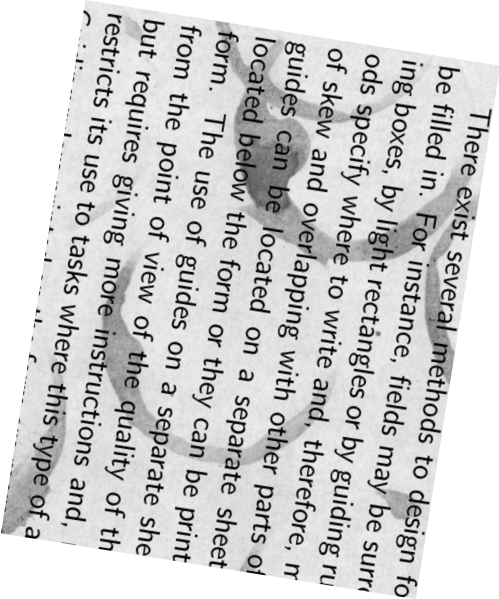 There exist several methods to design fo
be filled in. For instance, fields may be surr
ing boxes, by light rectangles or by guiding ru
ods specify where to write and, therefore, m
of skew and overlapping with other parts of
guides can be located on a separate sheet
located below the form or they can be print
form. The use of guides on a separate she
from the point of view of the quality of th
but requires giving more instructions and,
restricts its use to tasks where this type of a